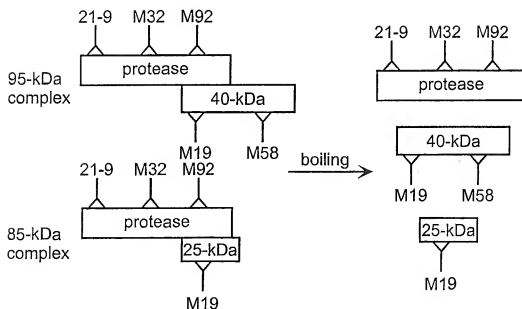 21-9 M32 M92
95-kDa complex
protease
40-kDa
M19 M58
21-9 M32 M92
85-kDa complex
protease
25-kDa
M19
boiling
21-9 M32 M92
protease
40-kDa
M19 M58
25-kDa
M19